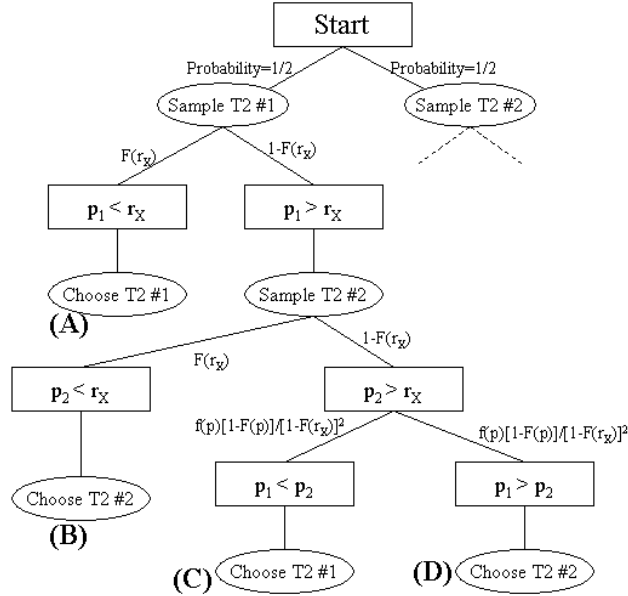 Start
Probability=1/2
Probability=1/2
Sample T2 #1
Sample T2 #2
F(rX)
1-F(rX)
p1 < rX
p1 > rX
Choose T2 #1
Sample T2 #2
(A)
F(rX)
1-F(rX)
p2 < rX
p2 > rX
f(p)[1-F(p)]/[1-F(rX)]²
f(p)[1-F(p)]/[1-F(rX)]²
p1 < p2
p1 > p2
Choose T2 #2
(B)
(C)
Choose T2 #1
(D)
Choose T2 #2